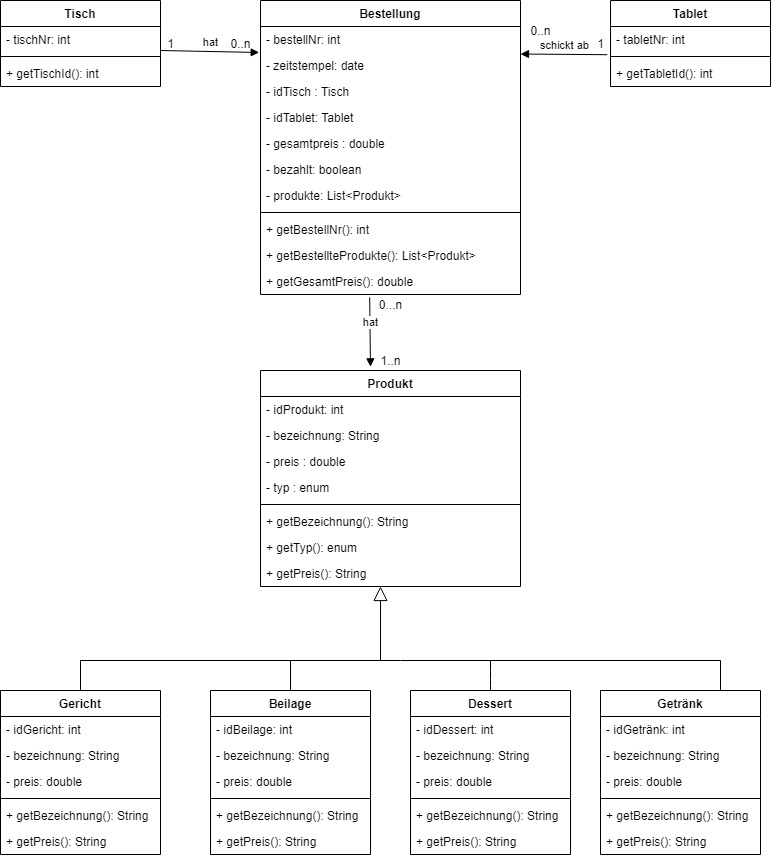 Tisch
- tischNr: int
+ getTischId(): int
1
hat
0..n
Bestellung
- bestellNr: int
- zeitstempel: date
- idTisch : Tisch
- idTablet: Tablet
- gesamtpreis : double
- bezahlt: boolean
- produkte: List<Produkt>
+ getBestellNr(): int
+ getBestellteProdukte(): List<Produkt>
+ getGesamtPreis(): double
0..n
schickt ab
1
Tablet
- tabletNr: int
+ getTabletId(): int
0...n
hat
1..n
Produkt
- idProdukt: int
- bezeichnung: String
- preis : double
- typ : enum
+ getBezeichnung(): String
+ getTyp(): enum
+ getPreis(): String
Gericht
- idGericht: int
- bezeichnung: String
- preis: double
+ getBezeichnung(): String
+ getPreis(): String
Beilage
- idBeilage: int
- bezeichnung: String
- preis: double
+ getBezeichnung(): String
+ getPreis(): String
Dessert
- idDessert: int
- bezeichnung: String
- preis: double
+ getBezeichnung(): String
+ getPreis(): String
Getränk
- idGetränk: int
- bezeichnung: String
- preis: double
+ getBezeichnung(): String
+ getPreis(): String